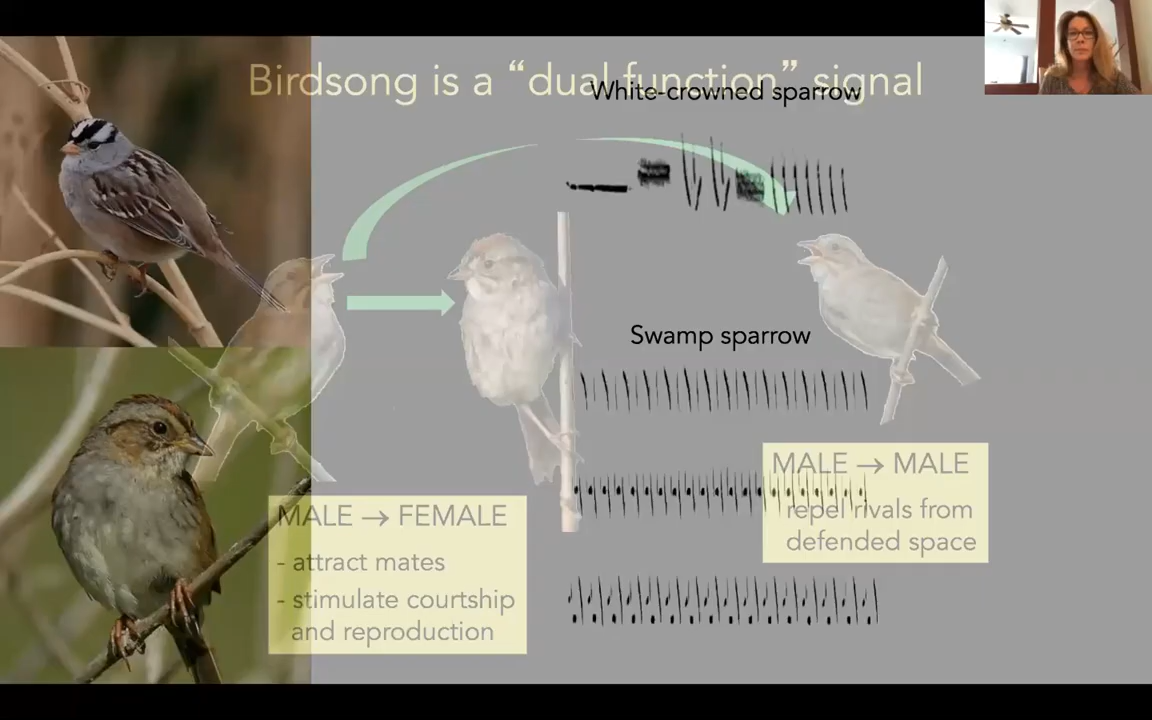 Birdsong is a “dual function” signal
White-crowned sparrow
Swamp sparrow
MALE → MALE
repel rivals from
defended space
MALE → FEMALE
- attract mates
- stimulate courtship
and reproduction